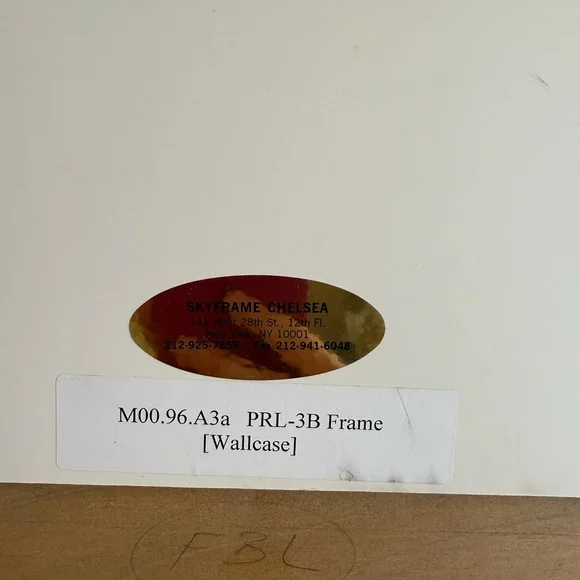 SKYFRAME CHELSEA
141 West 28th St., 12th Fl.
New York, NY 10001
212-925-7856 Fax 212-941-6048
M00.96.A3a PRL-3B Frame
[Wallcase]
FBL